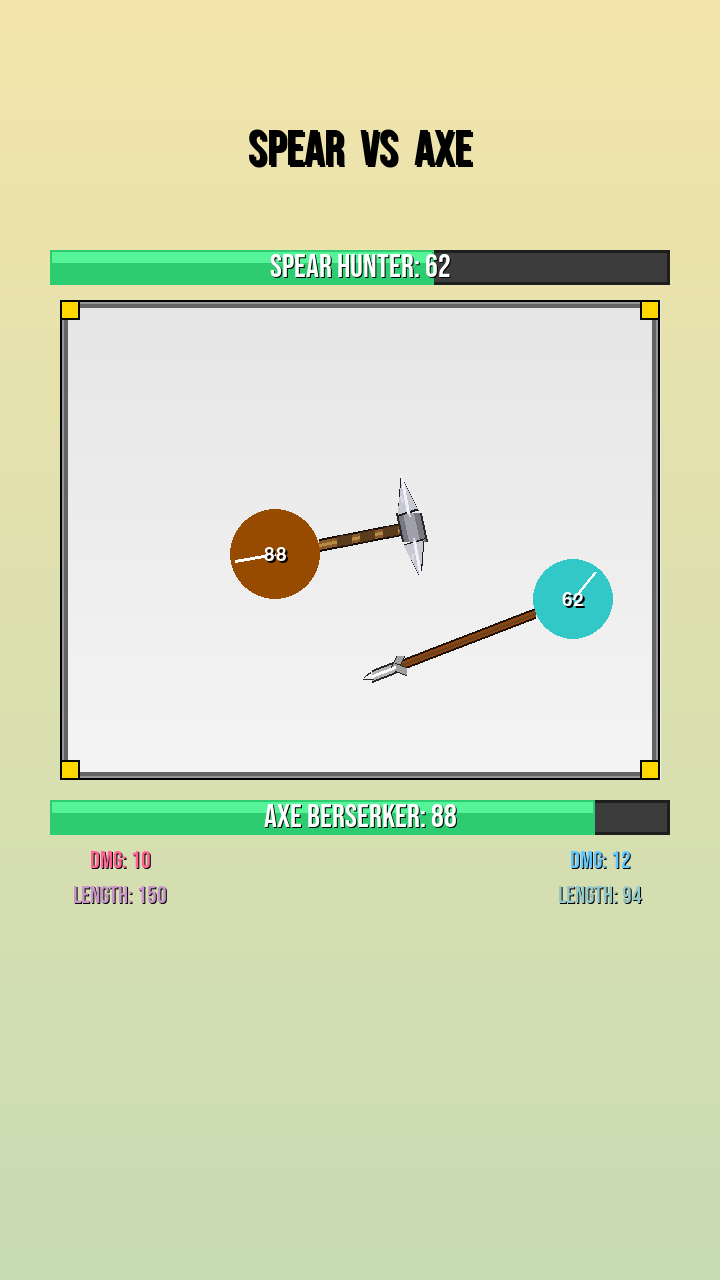 SPEAR VS AXE
SPEAR HUNTER: 62
88
62
AXE BERSERKER: 88
DMG: 10
DMG: 12
LENGTH: 150
LENGTH: 94